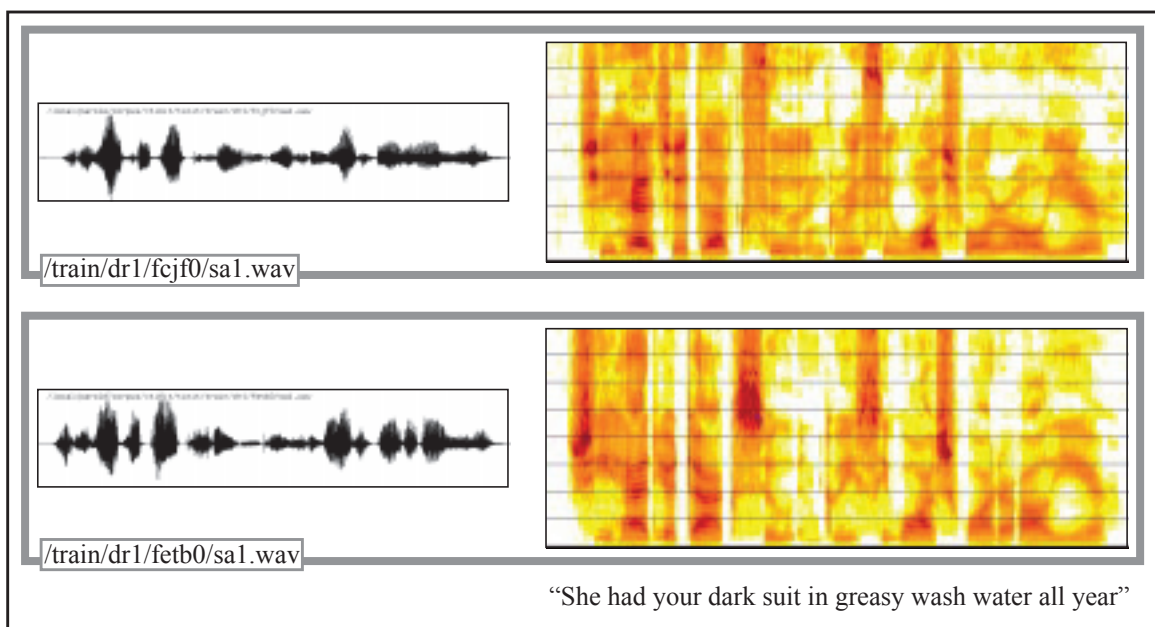 /train/dr1/fcjf0/sa1.wav
/train/dr1/fetb0/sa1.wav
“She had your dark suit in greasy wash water all year”